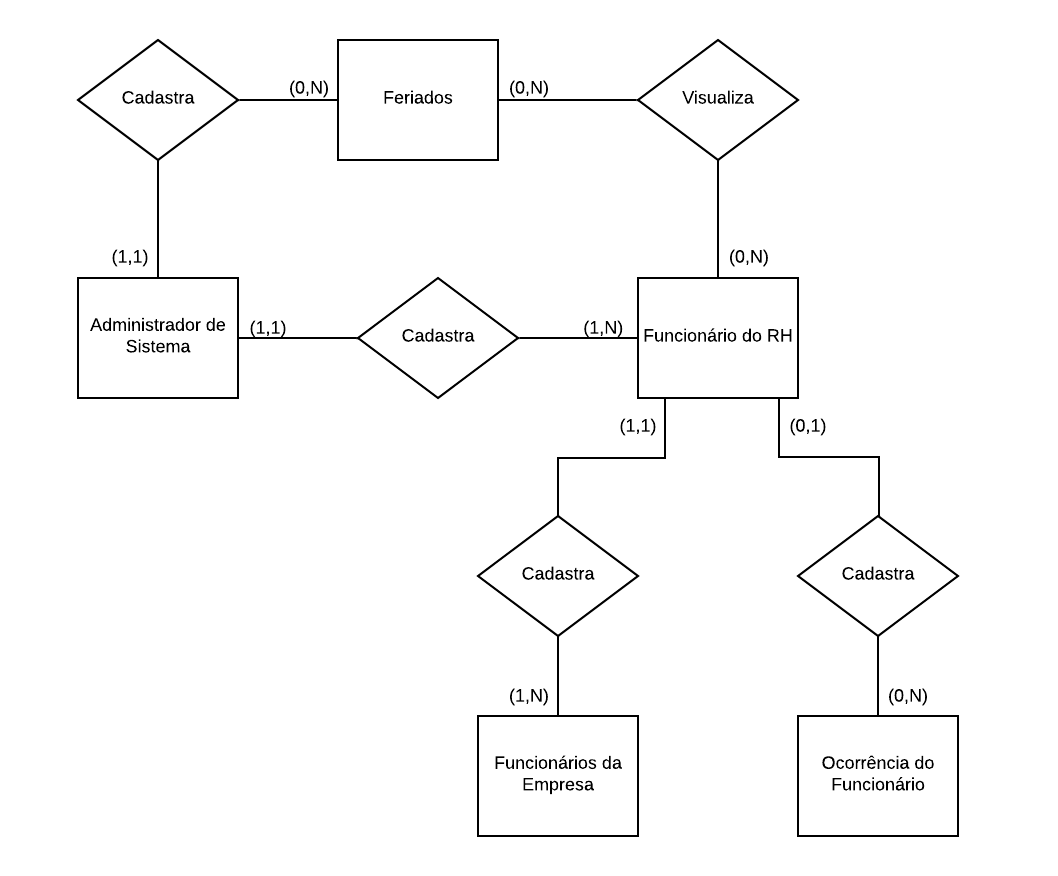 Cadastra
(0,N)
Feriados
(0,N)
Visualiza
(1,1)
(0,N)
Administrador de
Sistema
(1,1)
Cadastra
(1,N)
Funcionário do RH
(1,1)
(0,1)
Cadastra
Cadastra
(1,N)
(0,N)
Funcionários da
Empresa
Ocorrência do
Funcionário